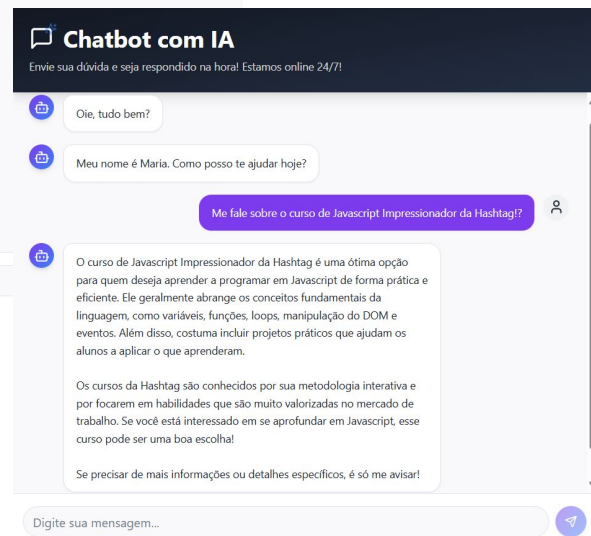 Chatbot com IA
Envie sua dúvida e seja respondido na hora! Estamos online 24/7!
Oie, tudo bem?
Meu nome é Maria. Como posso te ajudar hoje?
Me fale sobre o curso de Javascript Impressionador da Hashtag!?
O curso de Javascript Impressionador da Hashtag é uma ótima opção
para quem deseja aprender a programar em Javascript de forma prática e
eficiente. Ele geralmente abrange os conceitos fundamentais da
linguagem, como variáveis, funções, loops, manipulação do DOM e
eventos. Além disso, costuma incluir projetos práticos que ajudam os
alunos a aplicar o que aprenderam.
Os cursos da Hashtag são conhecidos por sua metodologia interativa e
por focarem em habilidades que são muito valorizadas no mercado de
trabalho. Se você está interessado em se aprofundar em Javascript, esse
curso pode ser uma boa escolha!
Se precisar de mais informações ou detalhes específicos, é só me avisar!
Digite sua mensagem...